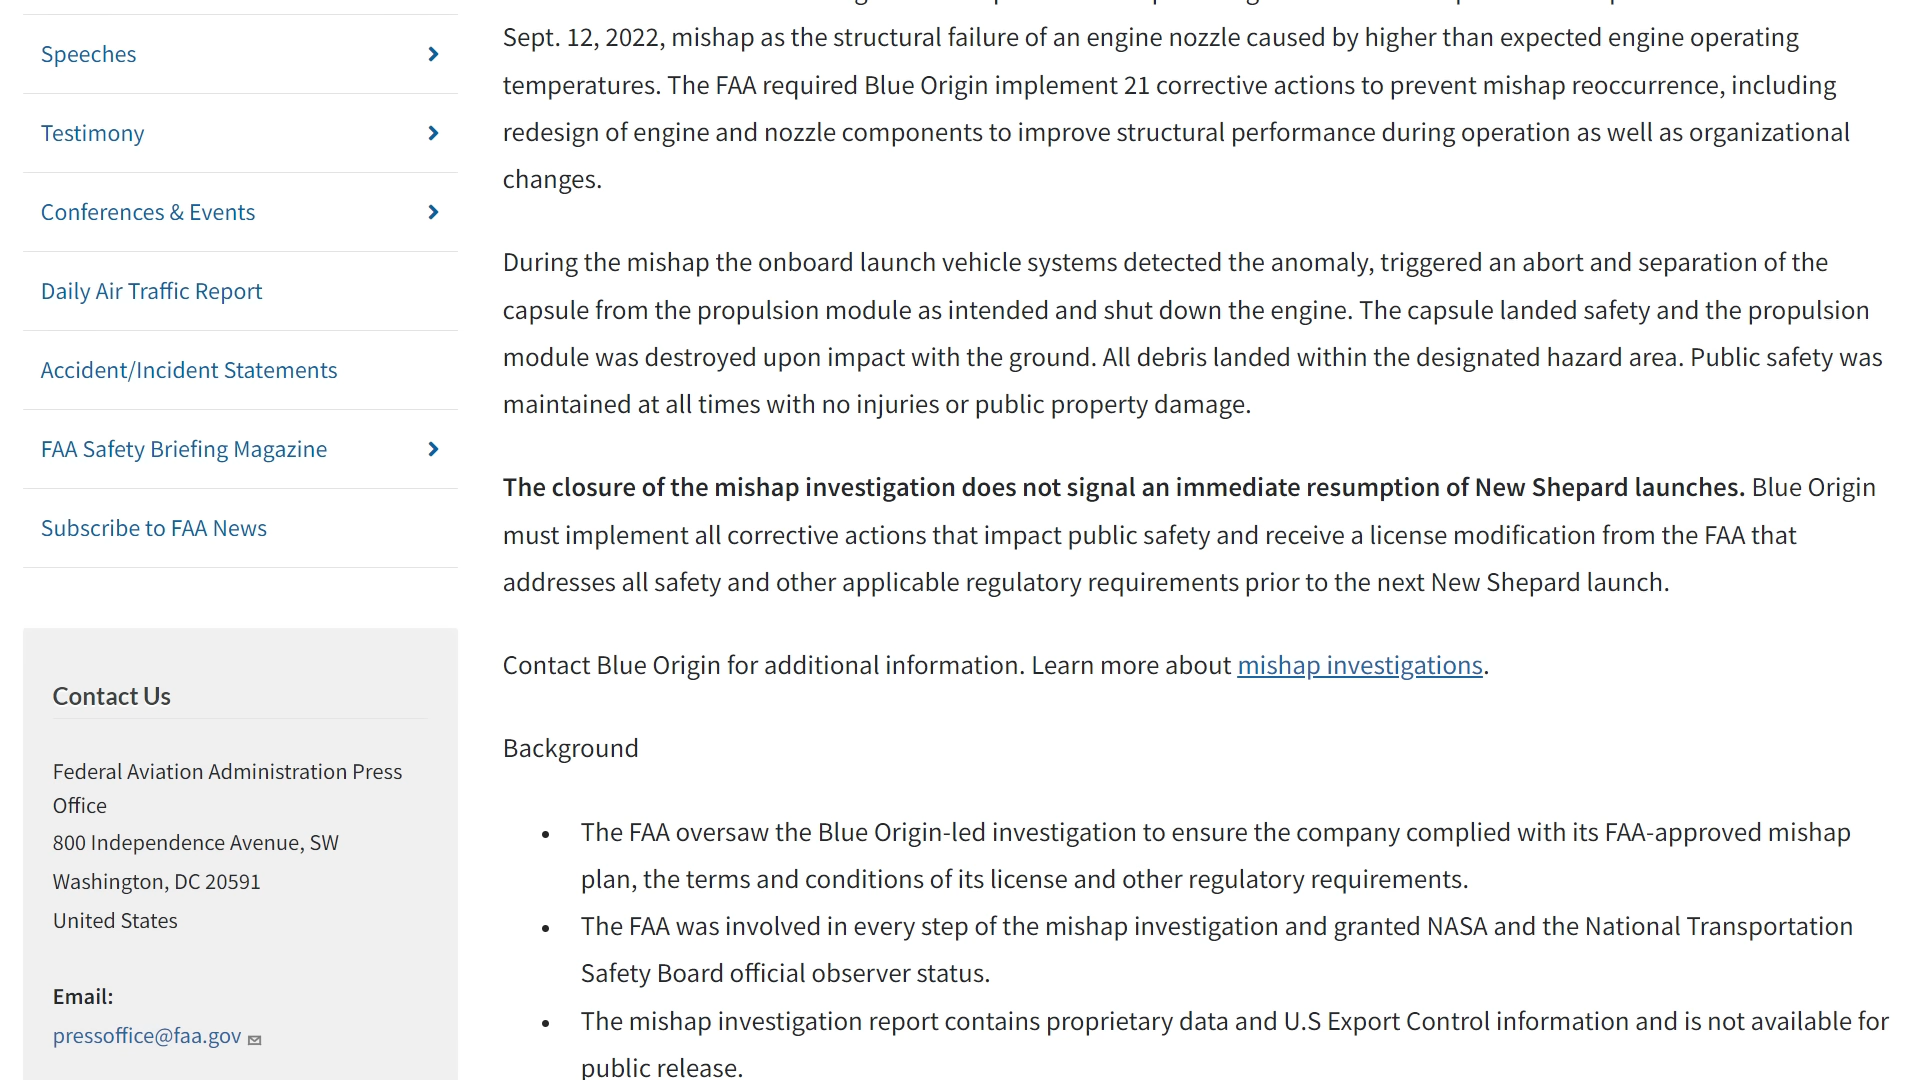 Speeches
Testimony
Conferences & Events
Daily Air Traffic Report
Accident/Incident Statements
FAA Safety Briefing Magazine
Subscribe to FAA News
Contact Us
Federal Aviation Administration Press
Office
800 Independence Avenue, SW
Washington, DC 20591
United States
Email:
pressoffice@faa.gov
Sept. 12, 2022, mishap as the structural failure of an engine nozzle caused by higher than expected engine operating
temperatures. The FAA required Blue Origin implement 21 corrective actions to prevent mishap reoccurrence, including
redesign of engine and nozzle components to improve structural performance during operation as well as organizational
changes.
During the mishap the onboard launch vehicle systems detected the anomaly, triggered an abort and separation of the
capsule from the propulsion module as intended and shut down the engine. The capsule landed safety and the propulsion
module was destroyed upon impact with the ground. All debris landed within the designated hazard area. Public safety was
maintained at all times with no injuries or public property damage.
The closure of the mishap investigation does not signal an immediate resumption of New Shepard launches. Blue Origin
must implement all corrective actions that impact public safety and receive a license modification from the FAA that
addresses all safety and other applicable regulatory requirements prior to the next New Shepard launch.
Contact Blue Origin for additional information. Learn more about mishap investigations.
Background
• The FAA oversaw the Blue Origin-led investigation to ensure the company complied with its FAA-approved mishap
plan, the terms and conditions of its license and other regulatory requirements.
• The FAA was involved in every step of the mishap investigation and granted NASA and the National Transportation
Safety Board official observer status.
• The mishap investigation report contains proprietary data and U.S Export Control information and is not available for
public release.